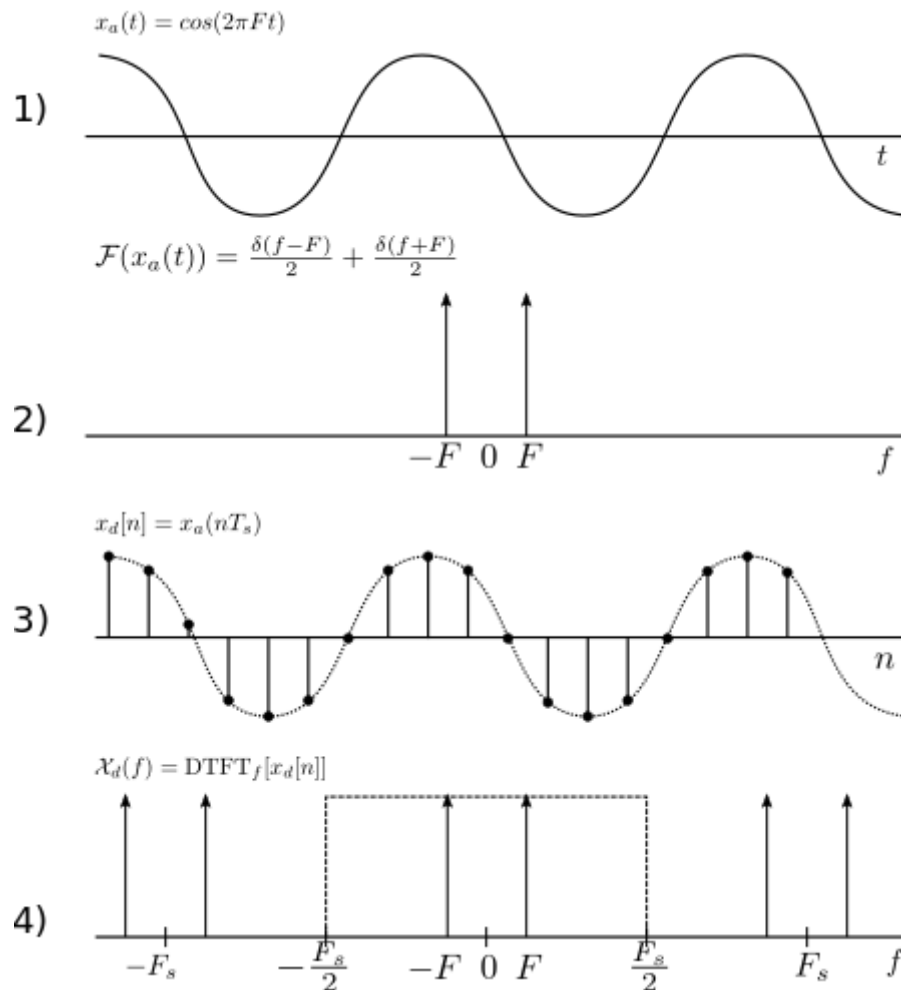 x_a(t) = cos(2πFt)
1)
t
𝓕(x_a(t)) = δ(f−F)/2 + δ(f+F)/2
2)
−F 0 F f
x_d[n] = x_a(nT_s)
3)
n
𝒳_d(f) = DTFT_f[x_d[n]]
4)
−F_s −F_s/2 −F 0 F F_s/2 F_s f